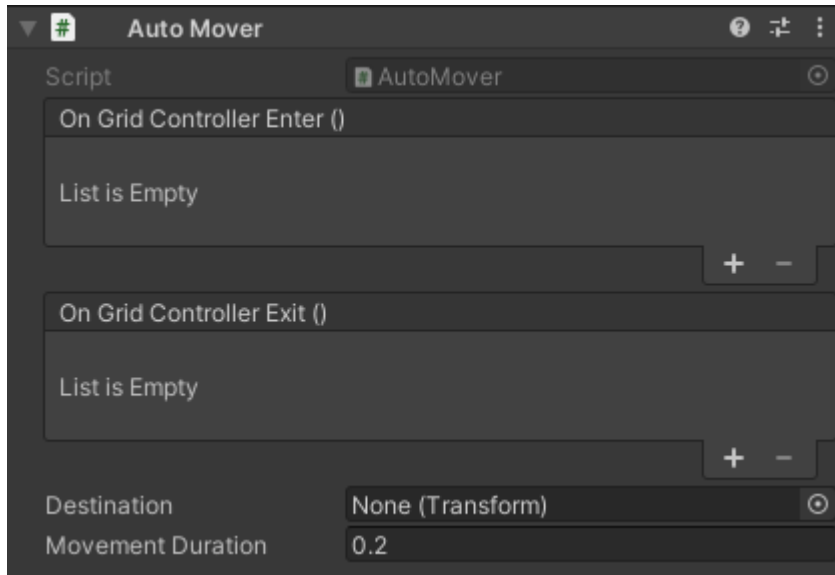 Auto Mover
Script AutoMover
On Grid Controller Enter ()
List is Empty
On Grid Controller Exit ()
List is Empty
Destination None (Transform)
Movement Duration 0.2